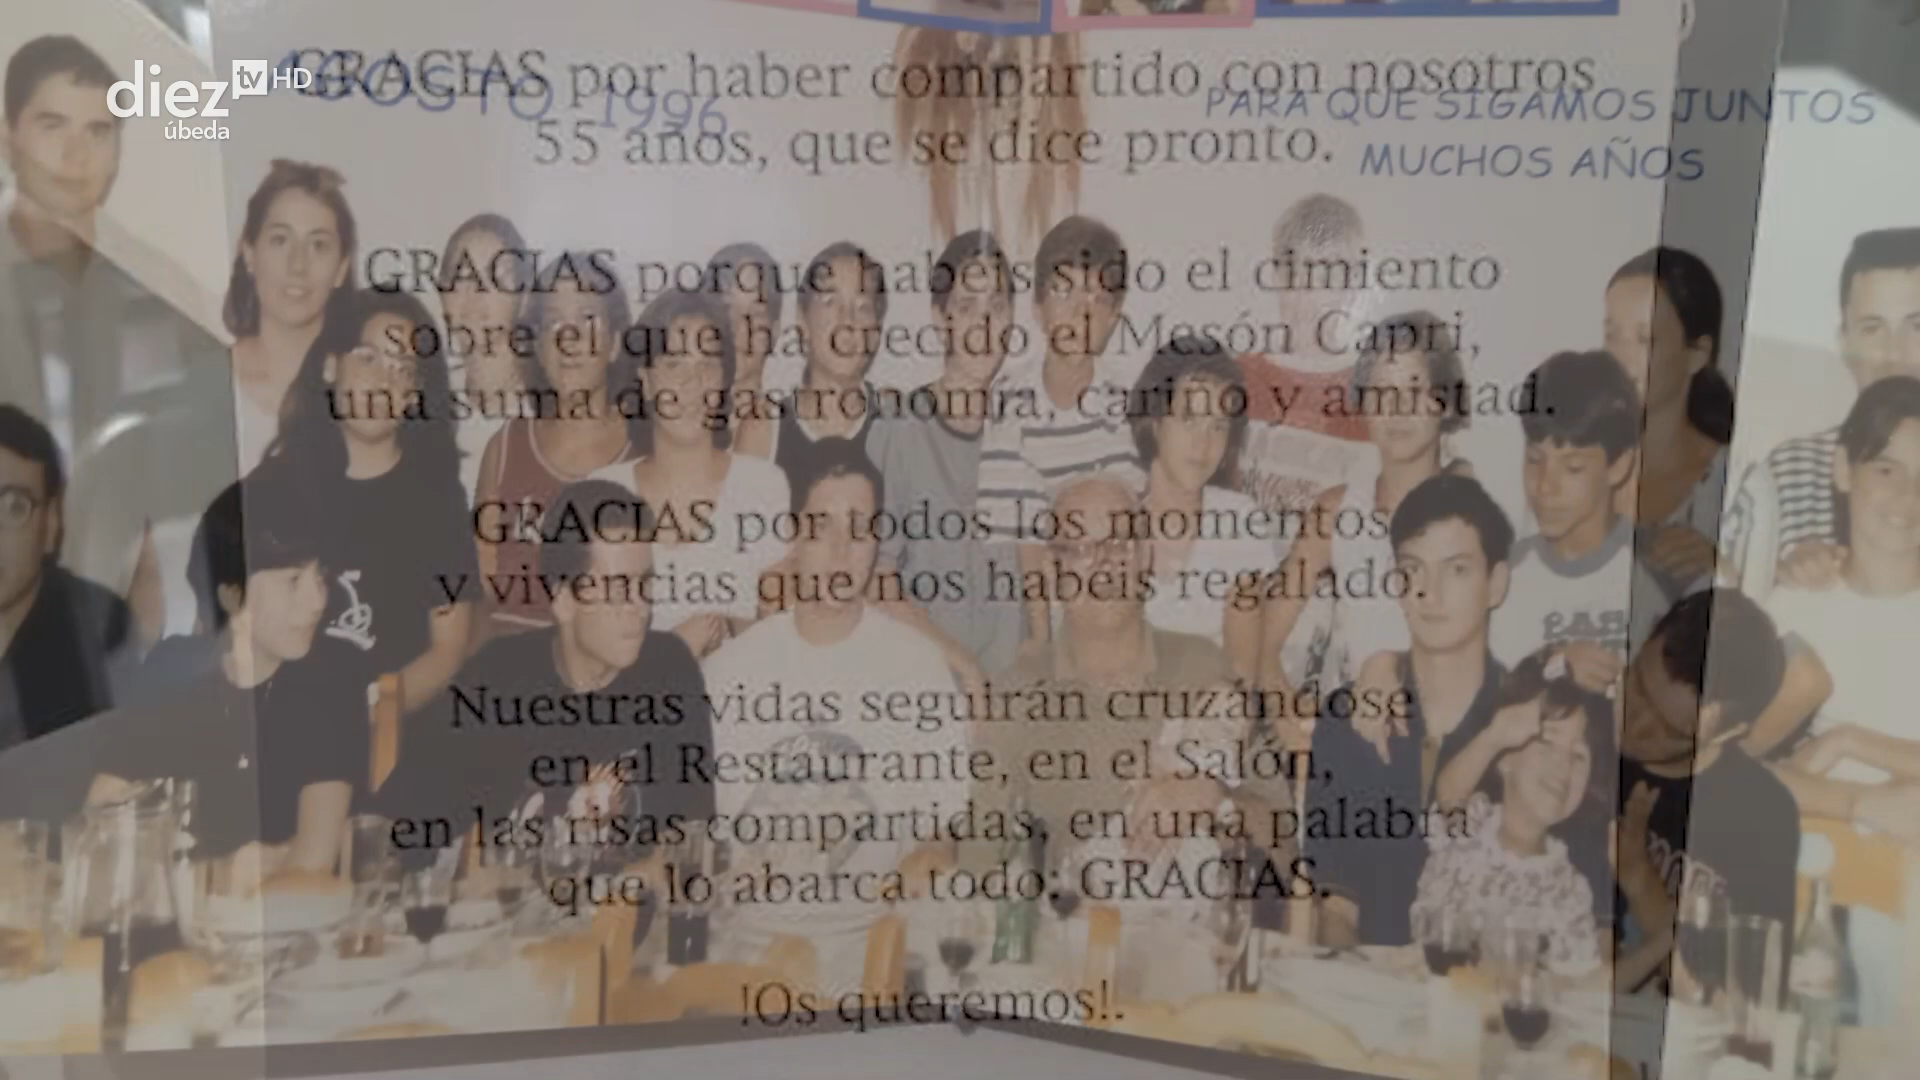 diez tv HD
úbeda
AGOSTO 1996
PARA QUE SIGAMOS JUNTOS
MUCHOS AÑOS
GRACIAS por haber compartido con nosotros
55 años, que se dice pronto.
GRACIAS porque habéis sido el cimiento
sobre el que ha crecido el Mesón Capri,
una suma de gastronomía, cariño y amistad.
GRACIAS por todos los momentos
y vivencias que nos habéis regalado.
Nuestras vidas seguirán cruzándose
en el Restaurante, en el Salón,
en las risas compartidas, en una palabra
que lo abarca todo: GRACIAS.
!Os queremos!.